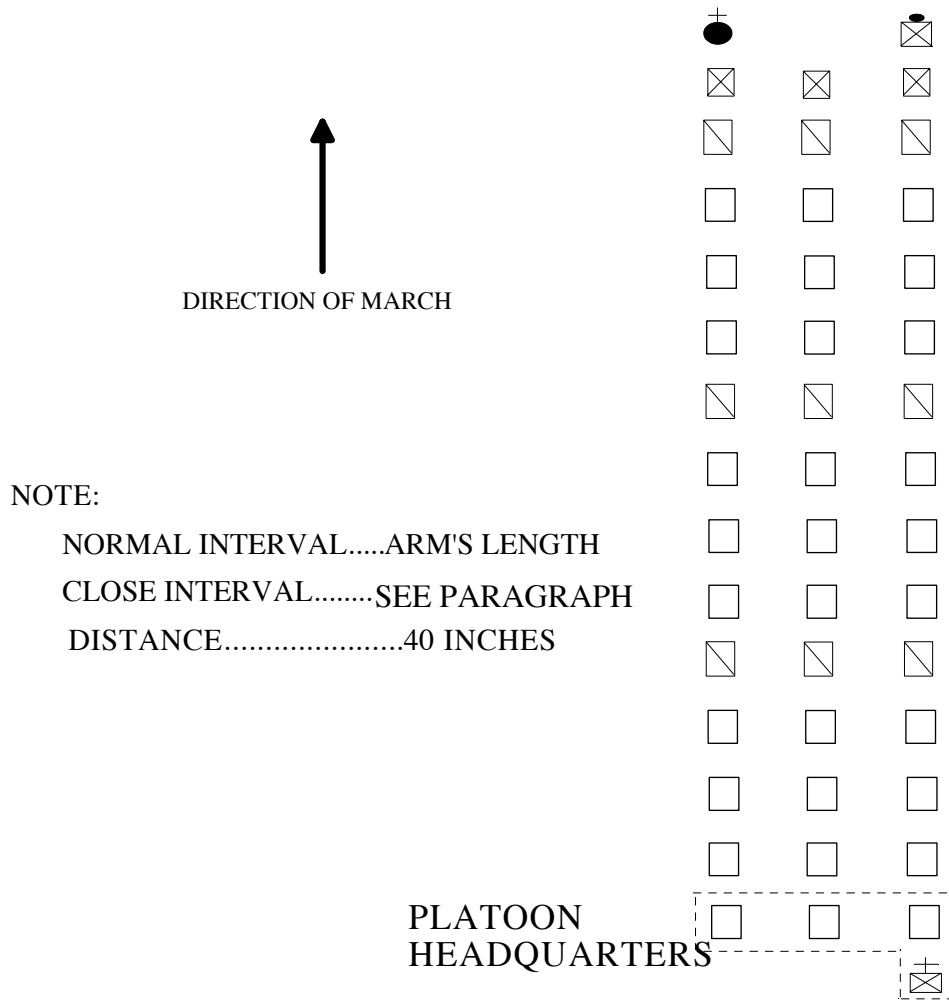 DIRECTION OF MARCH
NOTE:
NORMAL INTERVAL.....ARM'S LENGTH
CLOSE INTERVAL........SEE PARAGRAPH
DISTANCE......................40 INCHES
PLATOON
HEADQUARTERS